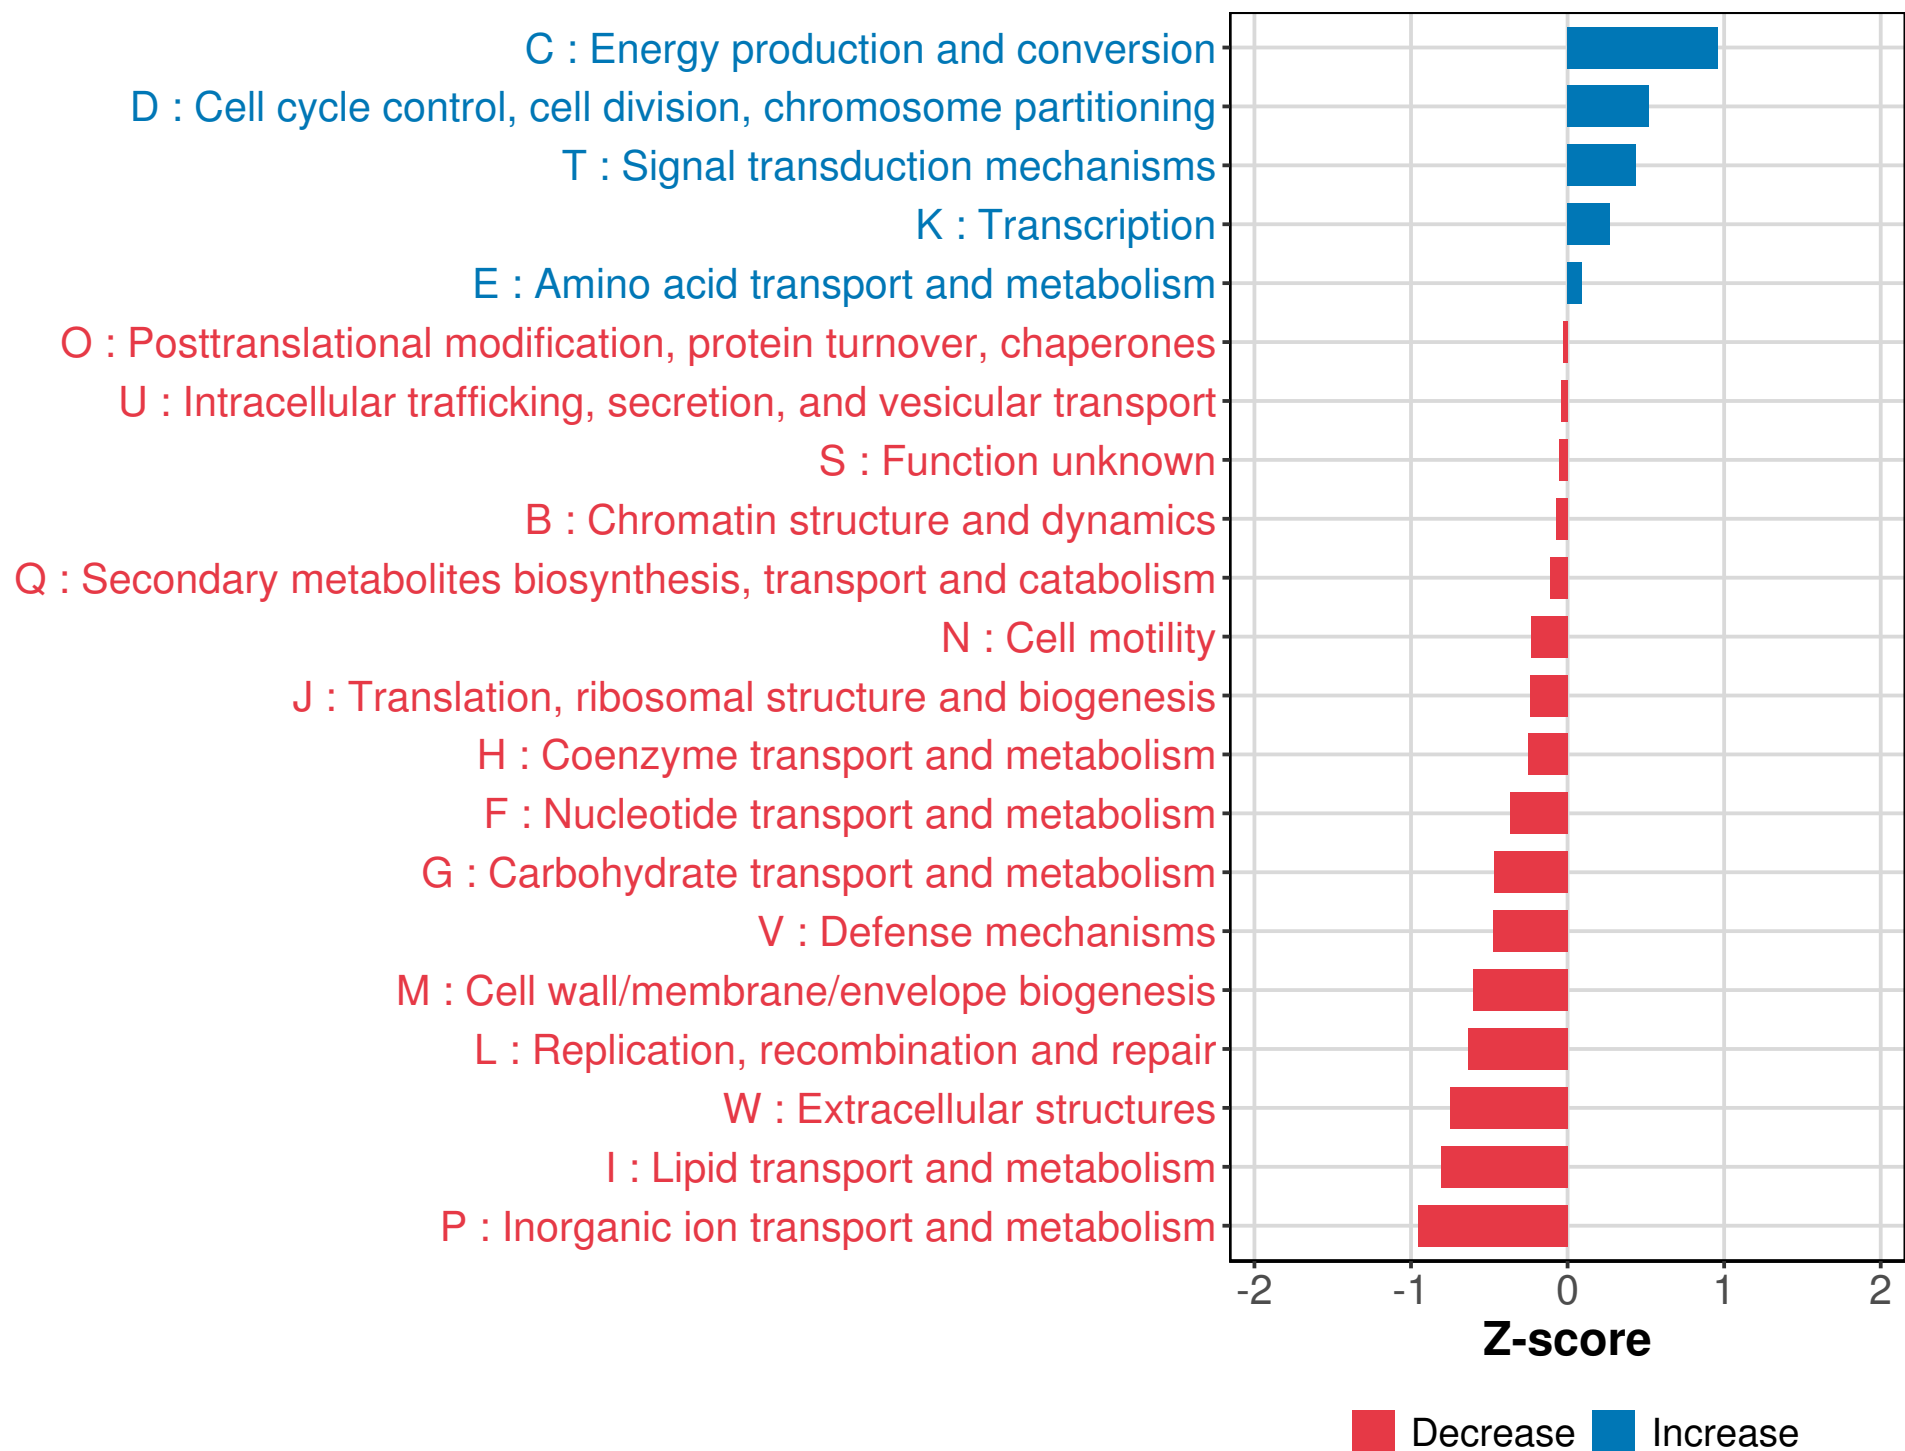 C : Energy production and conversion
D : Cell cycle control, cell division, chromosome partitioning
T : Signal transduction mechanisms
K : Transcription
E : Amino acid transport and metabolism
O : Posttranslational modification, protein turnover, chaperones
U : Intracellular trafficking, secretion, and vesicular transport
S : Function unknown
B : Chromatin structure and dynamics
Q : Secondary metabolites biosynthesis, transport and catabolism
N : Cell motility
J : Translation, ribosomal structure and biogenesis
H : Coenzyme transport and metabolism
F : Nucleotide transport and metabolism
G : Carbohydrate transport and metabolism
V : Defense mechanisms
M : Cell wall/membrane/envelope biogenesis
L : Replication, recombination and repair
W : Extracellular structures
I : Lipid transport and metabolism
P : Inorganic ion transport and metabolism
-2 -1 0 1 2
Z-score
Decrease Increase